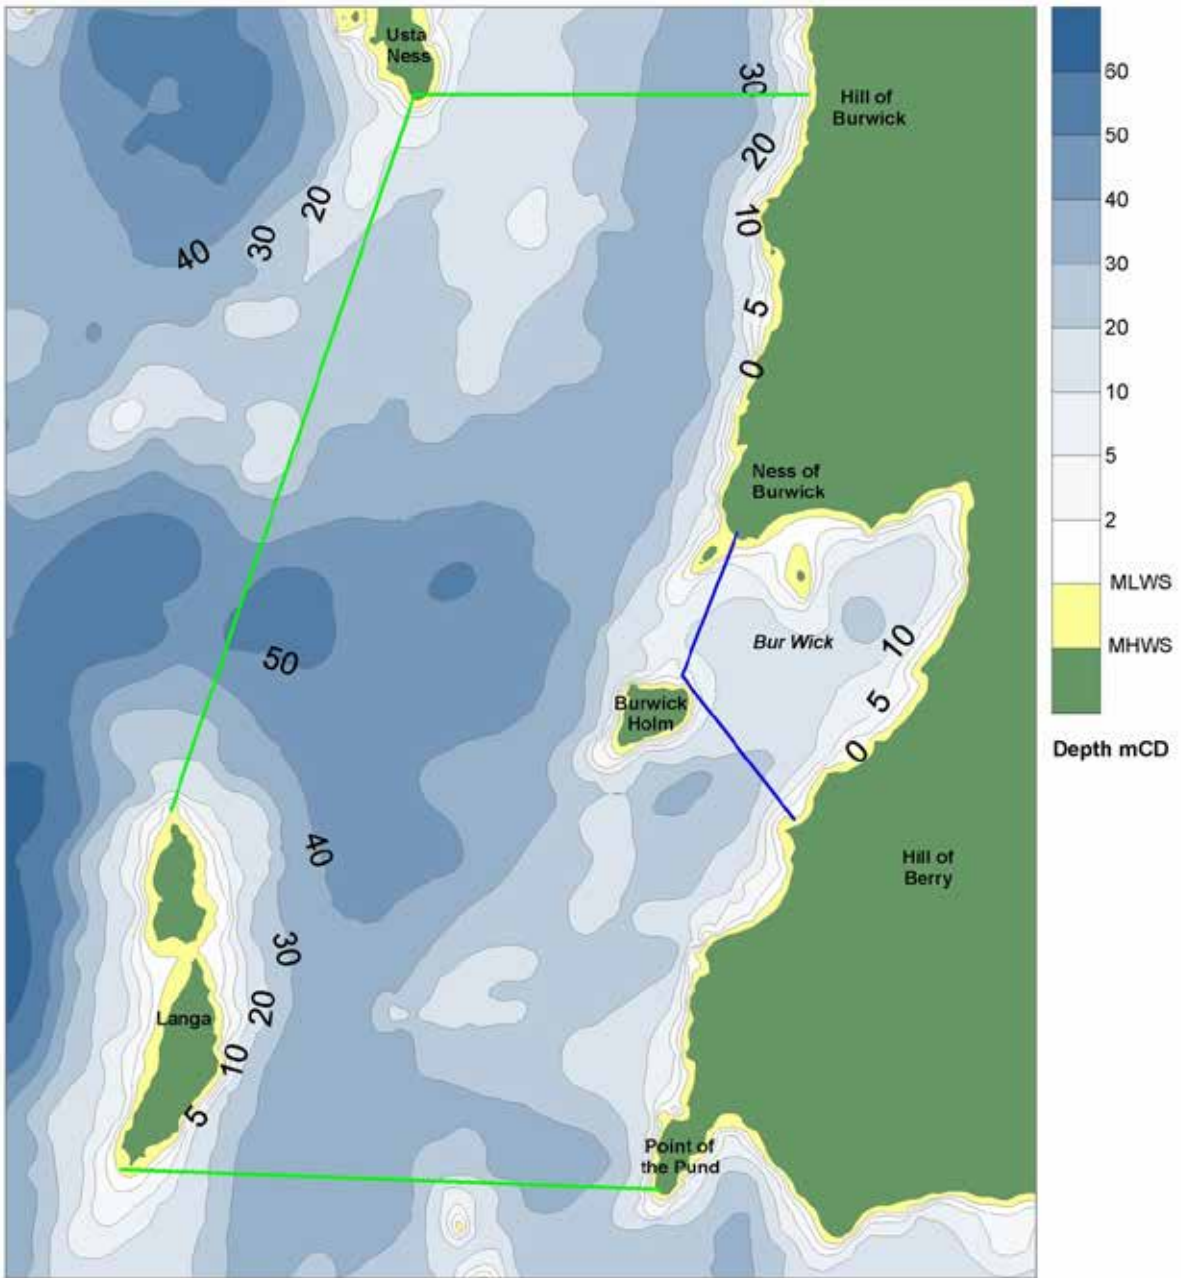 Usta
Ness
30
Hill of
Burwick
20
20
10
30
40
5
0
Ness of
Burwick
Bur Wick
10
50
5
Burwick
Holm
0
40
Hill of
Berry
30
20
Langa
10
5
Point of
the Pund
60
50
40
30
20
10
5
2
MLWS
MHWS
Depth mCD